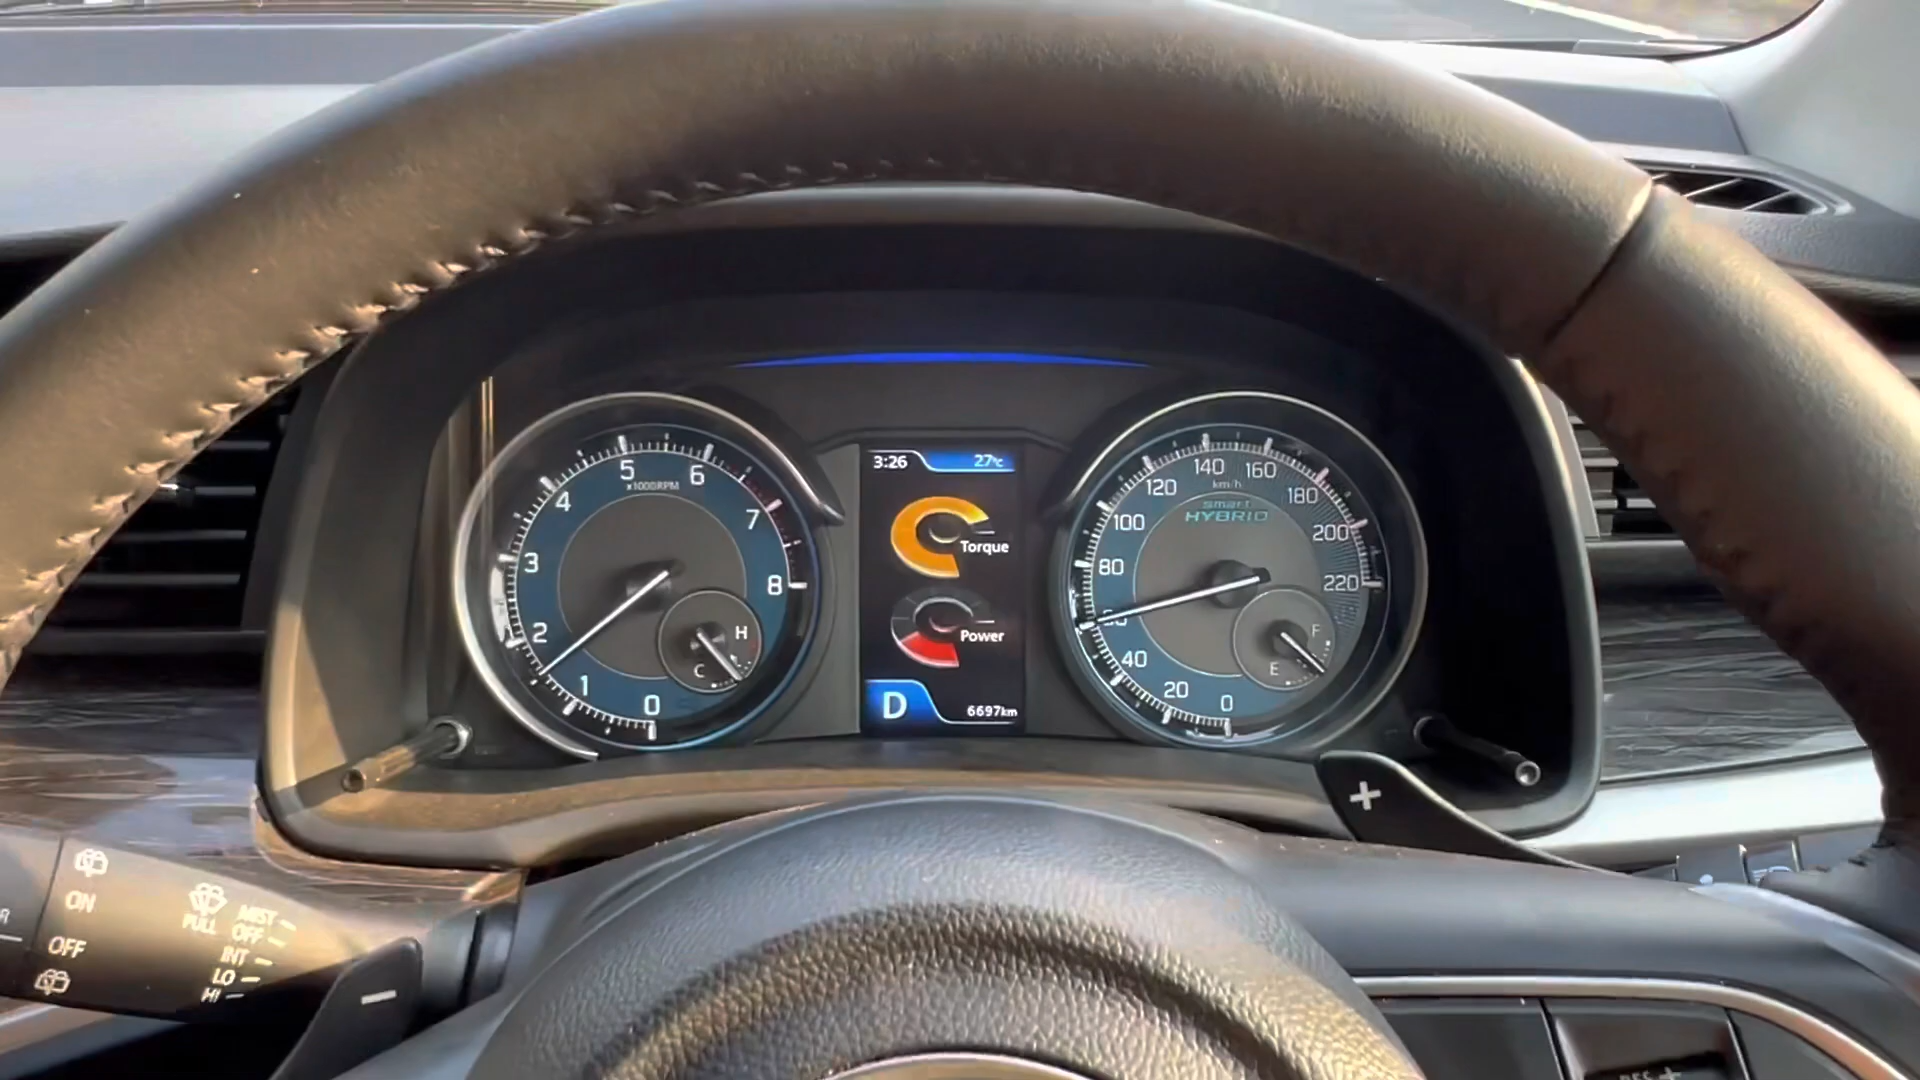 5
6
x1000RPM
4
7
3
8
2
1
0
H
C
3:26
27°C
Torque
Power
D
6697km
140
160
km/h
120
180
smart
HYBRID
100
200
80
220
40
20
0
F
E
+
ON
OFF
PULL
MIST
OFF
INT
LO
HI
−